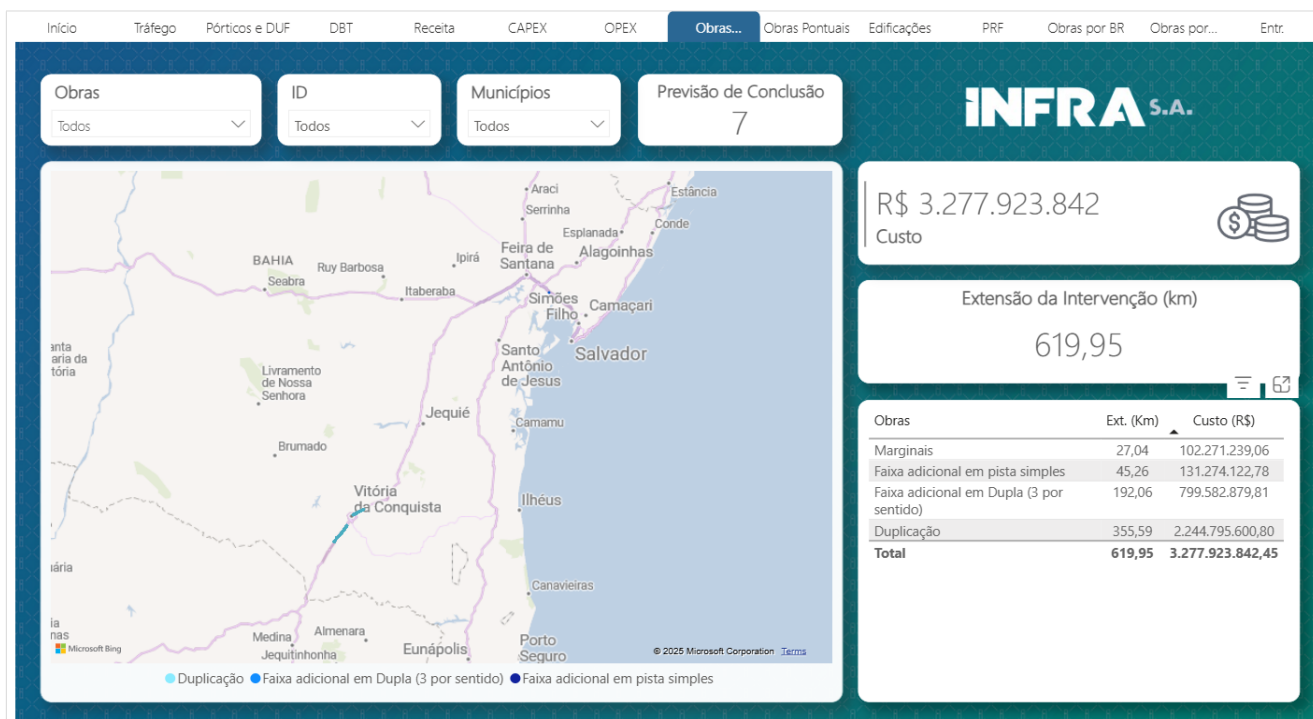 Início Tráfego Pórticos e DUF DBT Receita CAPEX OPEX Obras... Obras Pontuais Edificações PRF Obras por BR Obras por... Entr.
Obras
Todos
ID
Todos
Municípios
Todos
Previsão de Conclusão
7
INFRA S.A.
Araci
Estância
Serrinha
Conde
Esplanada
Feira de
Santana
Alagoinhas
BAHIA
Ipirá
Ruy Barbosa
Seabra
Itaberaba
Simões
Filho
Camaçari
anta
aria da
tória
Santo
Antônio
de Jesus
Salvador
Livramento
de Nossa
Senhora
Jequié
Camamu
Brumado
Vitória
da Conquista
Ilhéus
ária
Canavieiras
ia
nas
Medina
Almenara
Jequitinhonha
Eunápolis
Porto
Seguro
Microsoft Bing
© 2025 Microsoft Corporation Terms
Duplicação Faixa adicional em Dupla (3 por sentido) Faixa adicional em pista simples
R$ 3.277.923.842
Custo
Extensão da Intervenção (km)
619,95
Obras Ext. (Km) Custo (R$)
Marginais 27,04 102.271.239,06
Faixa adicional em pista simples 45,26 131.274.122,78
Faixa adicional em Dupla (3 por 192,06 799.582.879,81
sentido)
Duplicação 355,59 2.244.795.600,80
Total 619,95 3.277.923.842,45